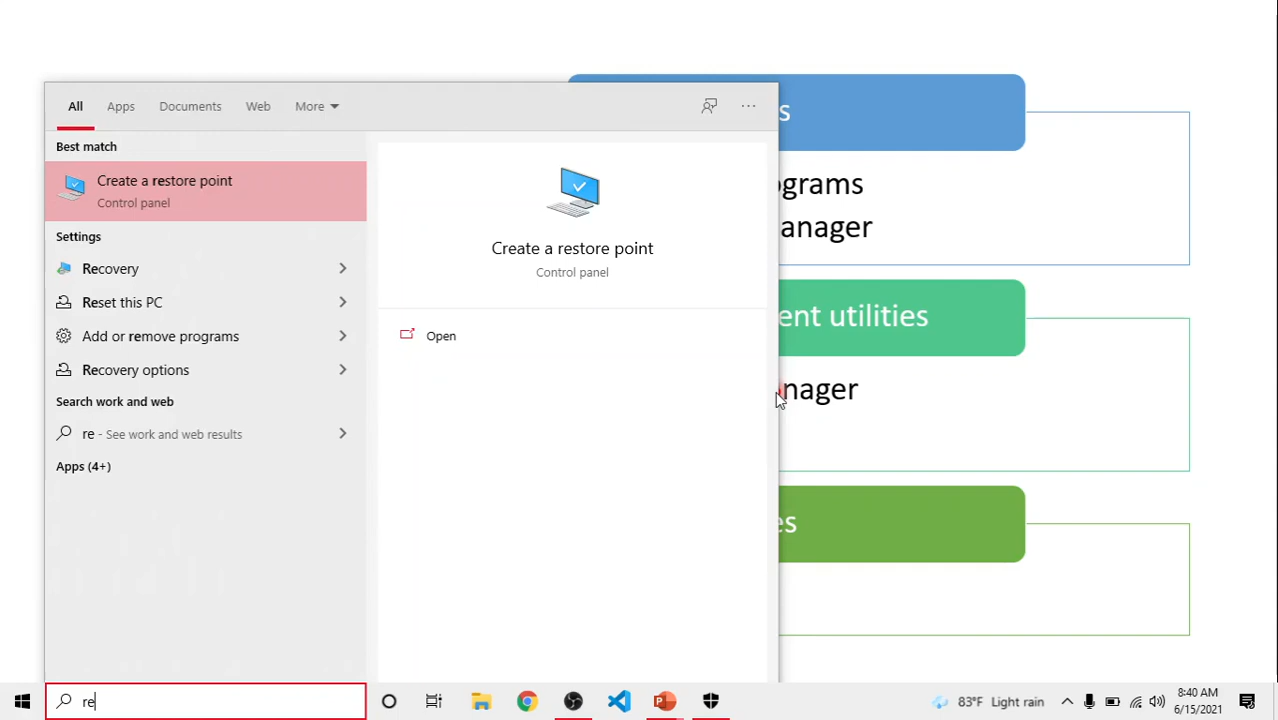 All Apps Documents Web More
Best match
Create a restore point
Control panel
Settings
Recovery
Reset this PC
Add or remove programs
Recovery options
Search work and web
re - See work and web results
Apps (4+)
Create a restore point
Control panel
Open
s
ograms
anager
ent utilities
nager
es
re
83°F Light rain
8:40 AM
6/15/2021